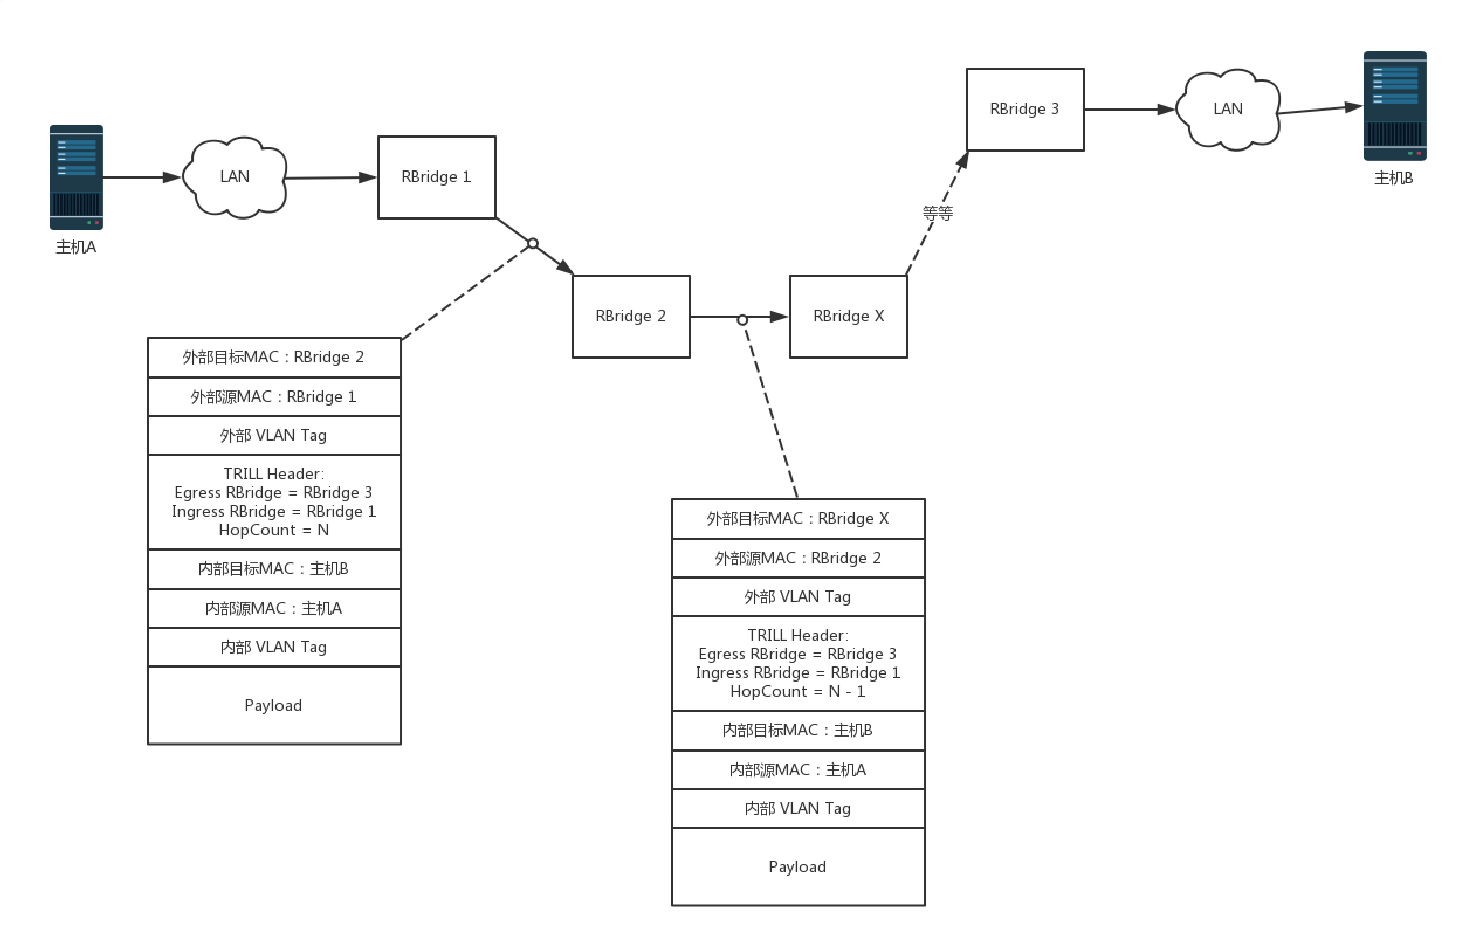 主机A
LAN
RBridge 1
RBridge 2
RBridge X
等等
RBridge 3
LAN
主机B
外部目标MAC：RBridge 2
外部源MAC：RBridge 1
外部 VLAN Tag
TRILL Header:
Egress RBridge = RBridge 3
Ingress RBridge = RBridge 1
HopCount = N
内部目标MAC：主机B
内部源MAC：主机A
内部 VLAN Tag
Payload
外部目标MAC：RBridge X
外部源MAC：RBridge 2
外部 VLAN Tag
TRILL Header:
Egress RBridge = RBridge 3
Ingress RBridge = RBridge 1
HopCount = N - 1
内部目标MAC：主机B
内部源MAC：主机A
内部 VLAN Tag
Payload